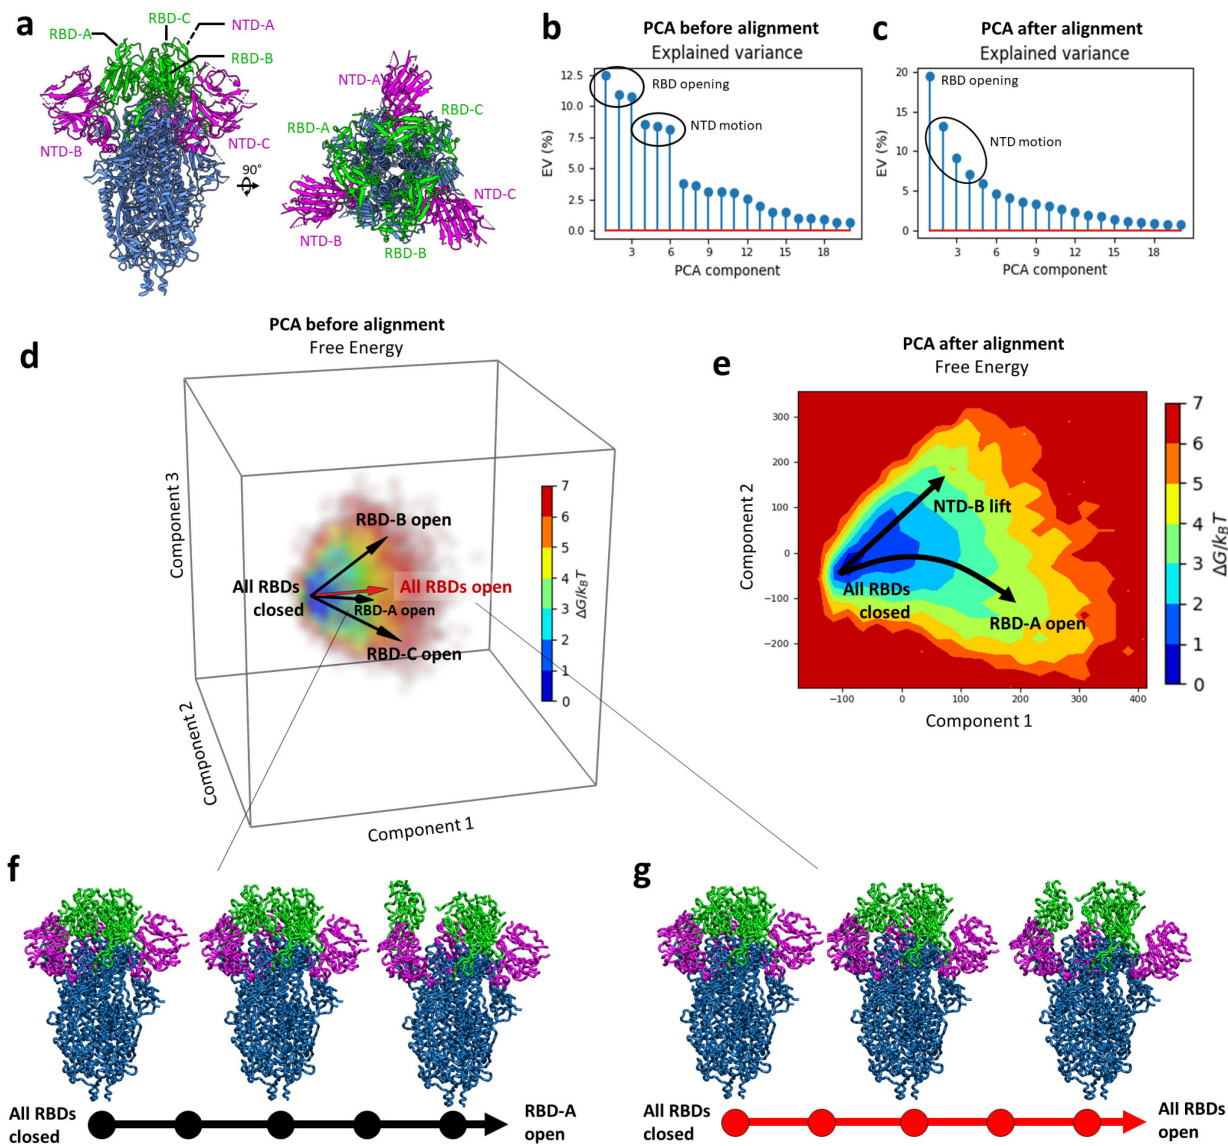 a
RBD-C
RBD-A
NTD-A
RBD-B
NTD-B
NTD-C
90°
NTD-A
RBD-C
RBD-A
NTD-C
NTD-B
RBD-B
b
PCA before alignment
Explained variance
12.5
10.0
7.5
5.0
2.5
0.0
EV (%)
RBD opening
NTD motion
3
6
9
12
15
18
PCA component
c
PCA after alignment
Explained variance
20
15
10
5
0
EV (%)
RBD opening
NTD motion
3
6
9
12
15
18
PCA component
d
PCA before alignment
Free Energy
Component 3
Component 2
Component 1
RBD-B open
All RBDs
closed
All RBDs open
RBD-A open
RBD-C open
7
6
5
4
3
2
1
0
ΔG/kBT
e
PCA after alignment
Free Energy
300
200
100
0
−100
−200
Component 2
NTD-B lift
All RBDs
closed
RBD-A open
−100
0
100
200
300
400
Component 1
7
6
5
4
3
2
1
0
ΔG/kBT
f
All RBDs
closed
RBD-A
open
g
All RBDs
closed
All RBDs
open